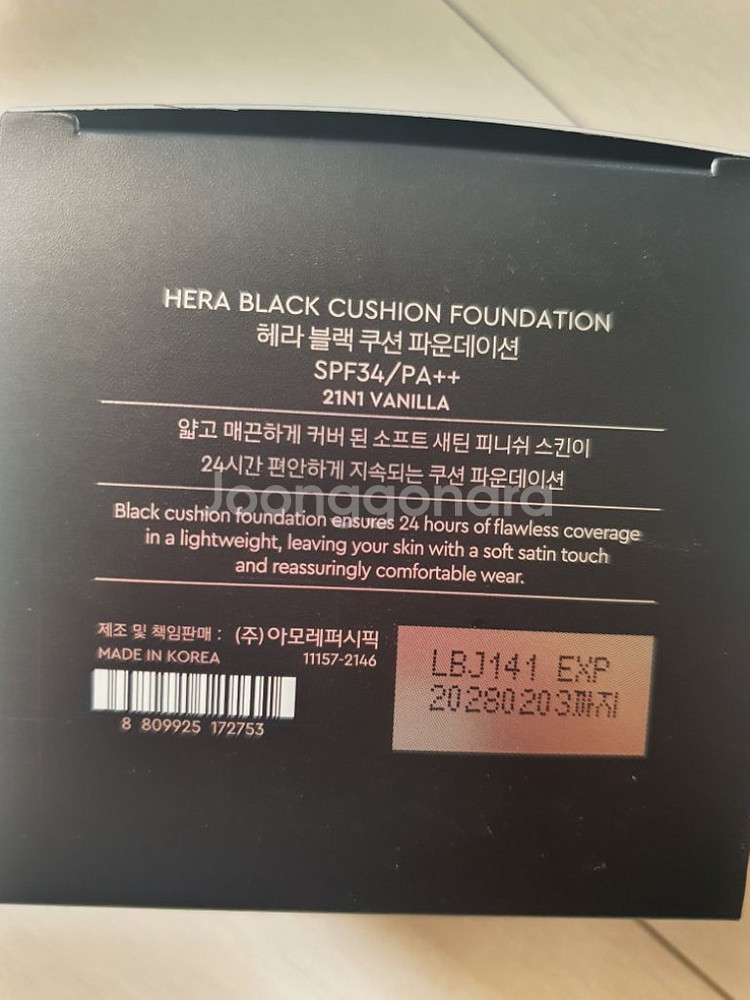 HERA BLACK CUSHION FOUNDATION
헤라 블랙 쿠션 파운데이션
SPF34/PA++
21N1 VANILLA
얇고 매끈하게 커버 된 소프트 새틴 피니쉬 스킨이
24시간 편안하게 지속되는 쿠션 파운데이션
Joonggonara
Black cushion foundation ensures 24 hours of flawless coverage
in a lightweight, leaving your skin with a soft satin touch
and reassuringly comfortable wear.
제조 및 책임판매 : (주)아모레퍼시픽
MADE IN KOREA 11157-2146
8 809925 172753
LBJ141 EXP
20280203까지